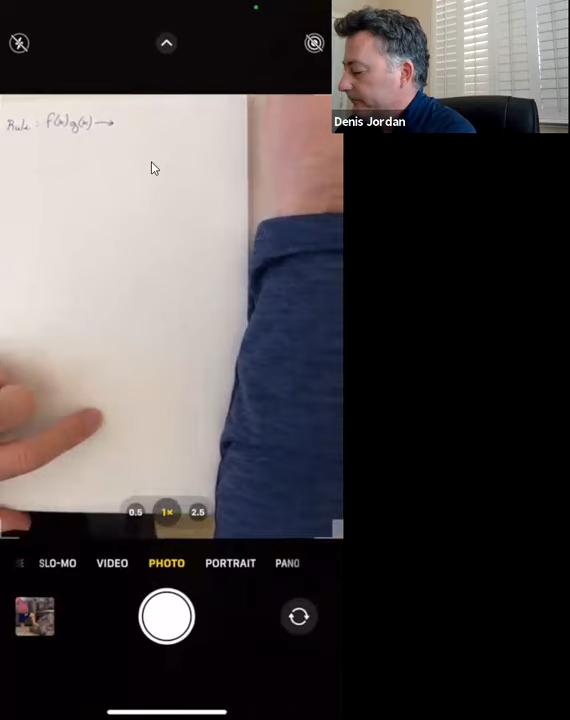 Denis Jordan
Rule : f(x)g(x) →
0.5 1× 2.5
SLO-MO VIDEO PHOTO PORTRAIT PANO